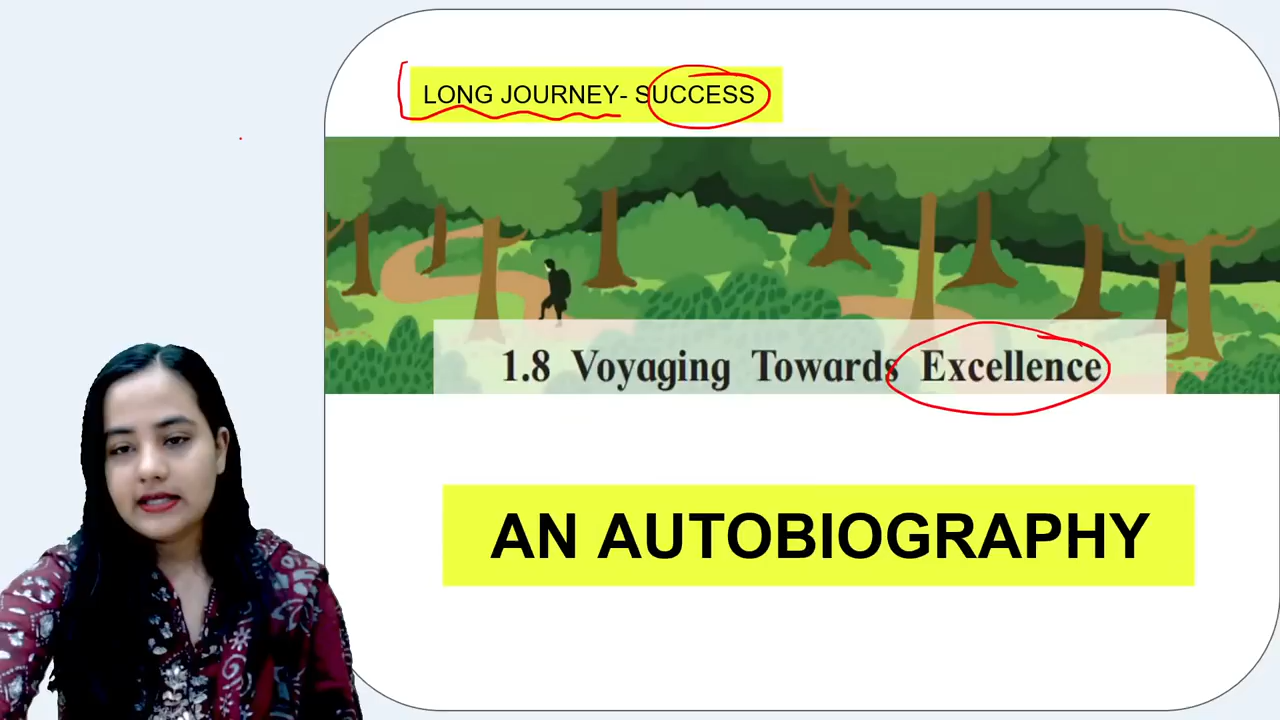 LONG JOURNEY- SUCCESS
1.8 Voyaging Towards Excellence
AN AUTOBIOGRAPHY